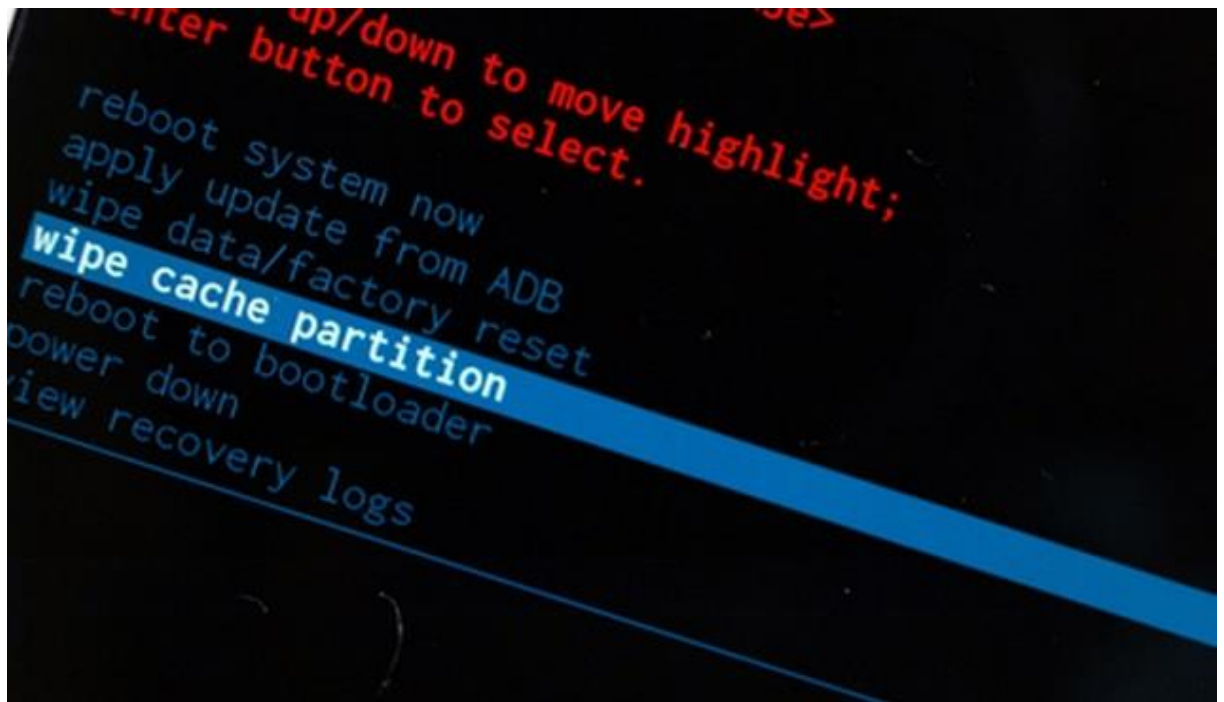 up/down to move highlight;
enter button to select.
reboot system now
apply update from ADB
wipe data/factory reset
wipe cache partition
reboot to bootloader
power down
view recovery logs